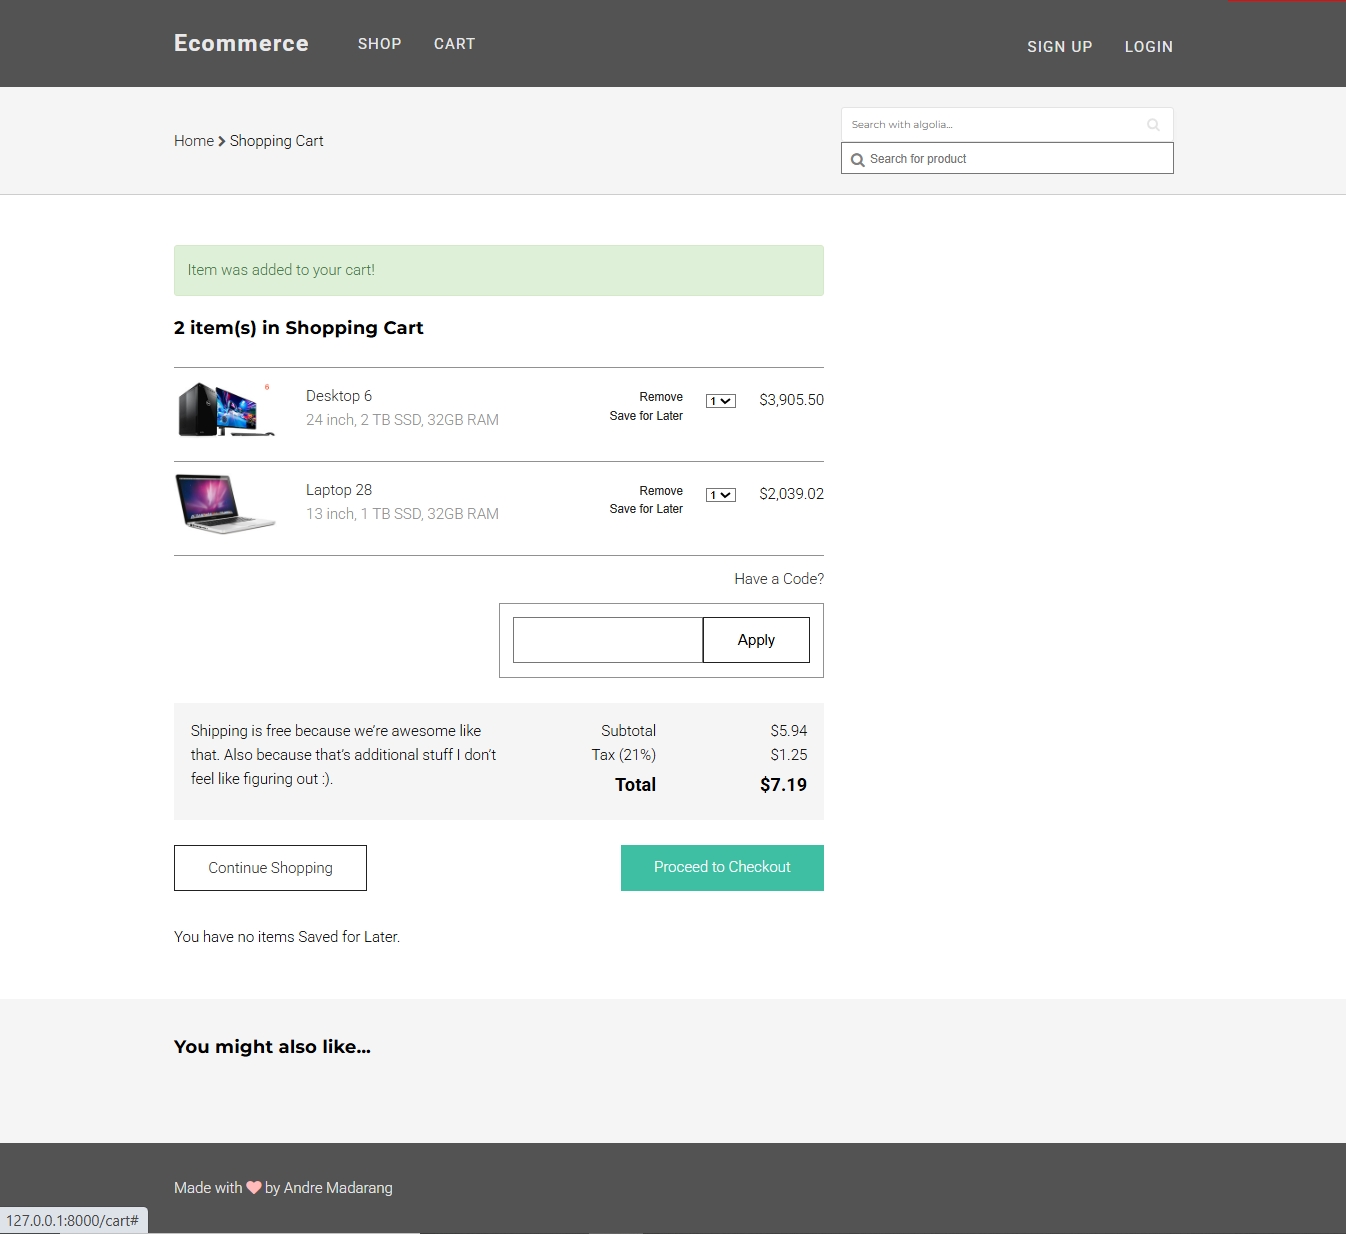 Ecommerce SHOP CART SIGN UP LOGIN
Home Shopping Cart
Search with algolia...
Search for product
Item was added to your cart!
2 item(s) in Shopping Cart
6
Desktop 6
24 inch, 2 TB SSD, 32GB RAM
Remove
Save for Later
1
$3,905.50
Laptop 28
13 inch, 1 TB SSD, 32GB RAM
Remove
Save for Later
1
$2,039.02
Have a Code?
Apply
Shipping is free because we’re awesome like
that. Also because that’s additional stuff I don’t
feel like figuring out :).
Subtotal $5.94
Tax (21%) $1.25
Total $7.19
Continue Shopping
Proceed to Checkout
You have no items Saved for Later.
You might also like...
Made with by Andre Madarang
127.0.0.1:8000/cart#